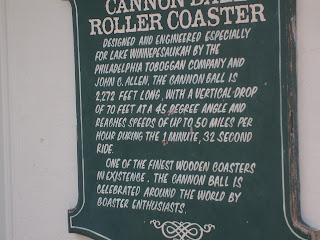 CANNON BALL
ROLLER COASTER
DESIGNED AND ENGINEERED ESPECIALLY
FOR LAKE WINNEPESAUKAH BY THE
PHILADELPHIA TOBOGGAN COMPANY AND
JOHN C. ALLEN, THE CANNON BALL IS
2,272 FEET LONG, WITH A VERTICAL DROP
OF 70 FEET AT A 45 DEGREE ANGLE AND
REACHES SPEEDS OF UP TO 50 MILES PER
HOUR DURING THE 1 MINUTE, 32 SECOND
RIDE.
ONE OF THE FINEST WOODEN COASTERS
IN EXISTENCE, THE CANNON BALL IS
CELEBRATED AROUND THE WORLD BY
COASTER ENTHUSIASTS.